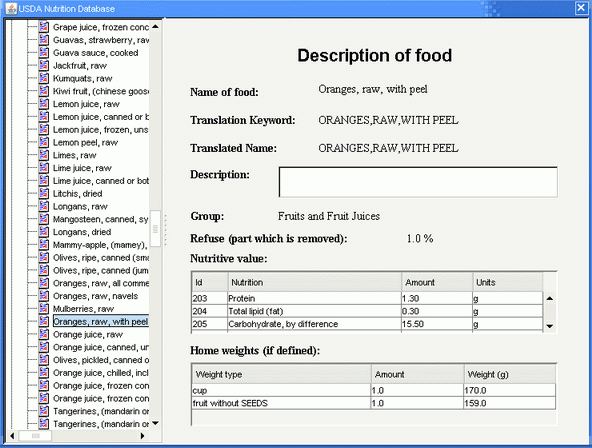 USDA Nutrition Database
Grape juice, frozen conc
Guavas, strawberry, raw
Guava sauce, cooked
Jackfruit, raw
Kumquats, raw
Kiwi fruit, (chinese goose
Lemon juice, raw
Lemon juice, canned or b
Lemon juice, frozen, uns
Lemon peel, raw
Limes, raw
Lime juice, raw
Lime juice, canned or bot
Litchis, dried
Longans, raw
Mangosteen, canned, sy
Longans, dried
Mammy-apple, (mamey),
Olives, ripe, canned (sma
Olives, ripe, canned (jum
Oranges, raw, all comme
Oranges, raw, navels
Mulberries, raw
Oranges, raw, with peel
Orange juice, raw
Orange juice, canned, un
Olives, pickled, canned o
Orange juice, chilled, incl
Orange juice, frozen con
Orange juice, frozen con
Tangerines, (mandarin or
Tangerines, (mandarin or
Description of food
Name of food: Oranges, raw, with peel
Translation Keyword: ORANGES,RAW,WITH PEEL
Translated Name: ORANGES,RAW,WITH PEEL
Description:
Group: Fruits and Fruit Juices
Refuse (part which is removed): 1.0 %
Nutritive value:
Id Nutrition Amount Units
203 Protein 1.30 g
204 Total lipid (fat) 0.30 g
205 Carbohydrate, by difference 15.50 g
Home weights (if defined):
Weight type Amount Weight (g)
cup 1.0 170.0
fruit without SEEDS 1.0 159.0